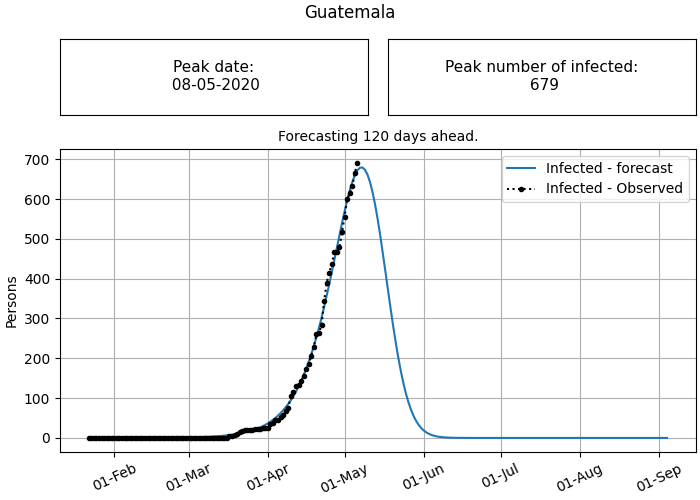 Guatemala
Peak date:
08-05-2020
Peak number of infected:
679
Forecasting 120 days ahead.
Infected - forecast
Infected - Observed
Persons
700
600
500
400
300
200
100
0
01-Feb
01-Mar
01-Apr
01-May
01-Jun
01-Jul
01-Aug
01-Sep